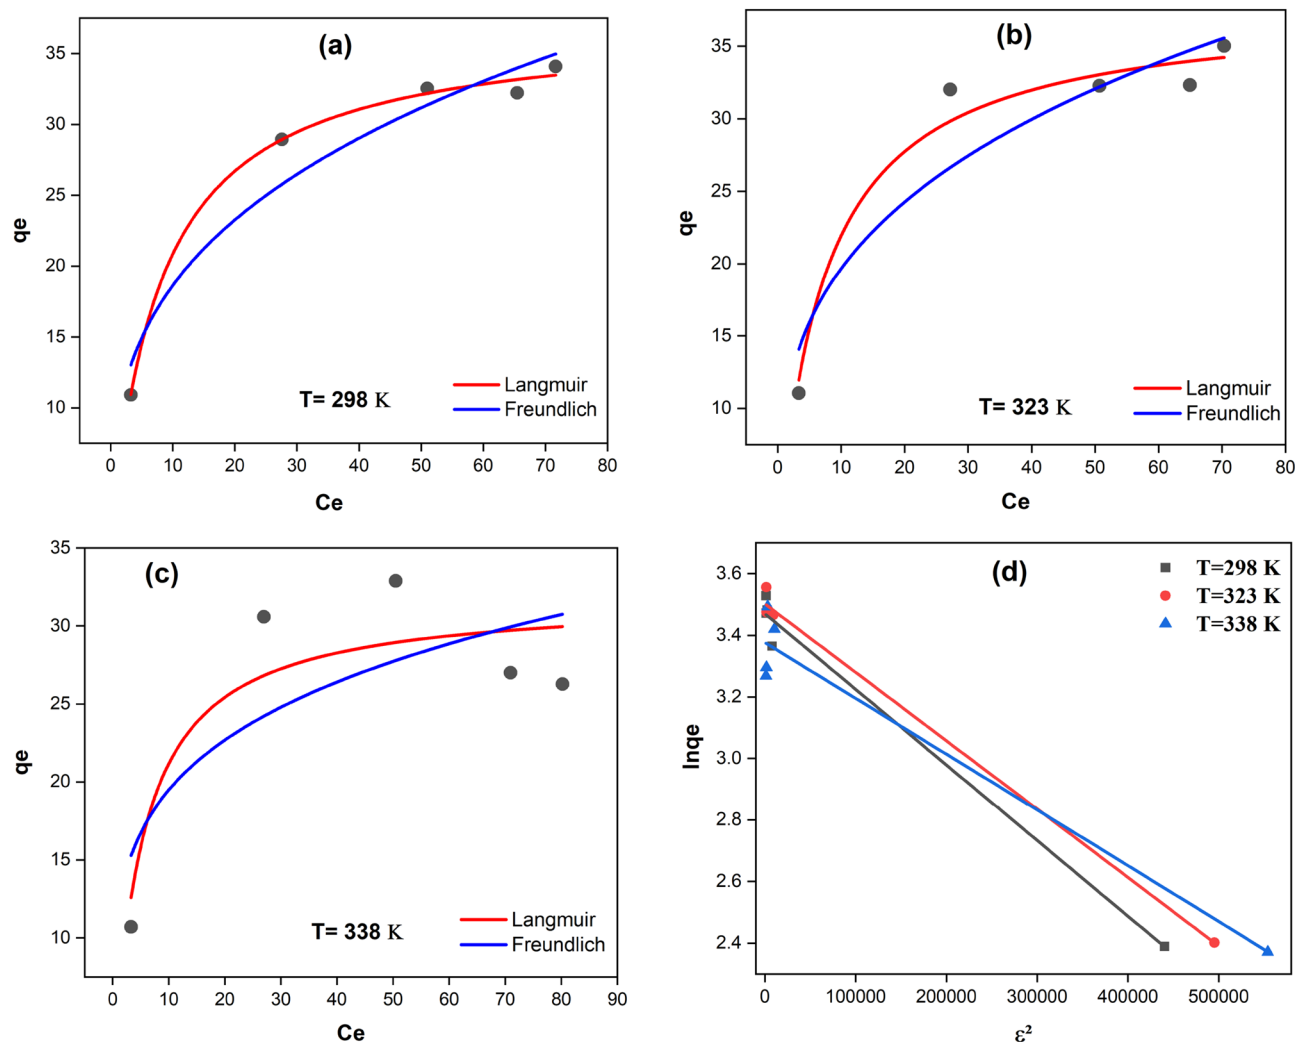 (a)
35
30
25
20
15
10
qe
T= 298 K
Langmuir
Freundlich
0 10 20 30 40 50 60 70 80
Ce
(b)
35
30
25
20
15
10
qe
T= 323 K
Langmuir
Freundlich
0 10 20 30 40 50 60 70 80
Ce
(c)
35
30
25
20
15
10
qe
T= 338 K
Langmuir
Freundlich
0 10 20 30 40 50 60 70 80 90
Ce
(d)
T=298 K
T=323 K
T=338 K
3.6
3.4
3.2
3.0
2.8
2.6
2.4
lnqe
0 100000 200000 300000 400000 500000
ε²